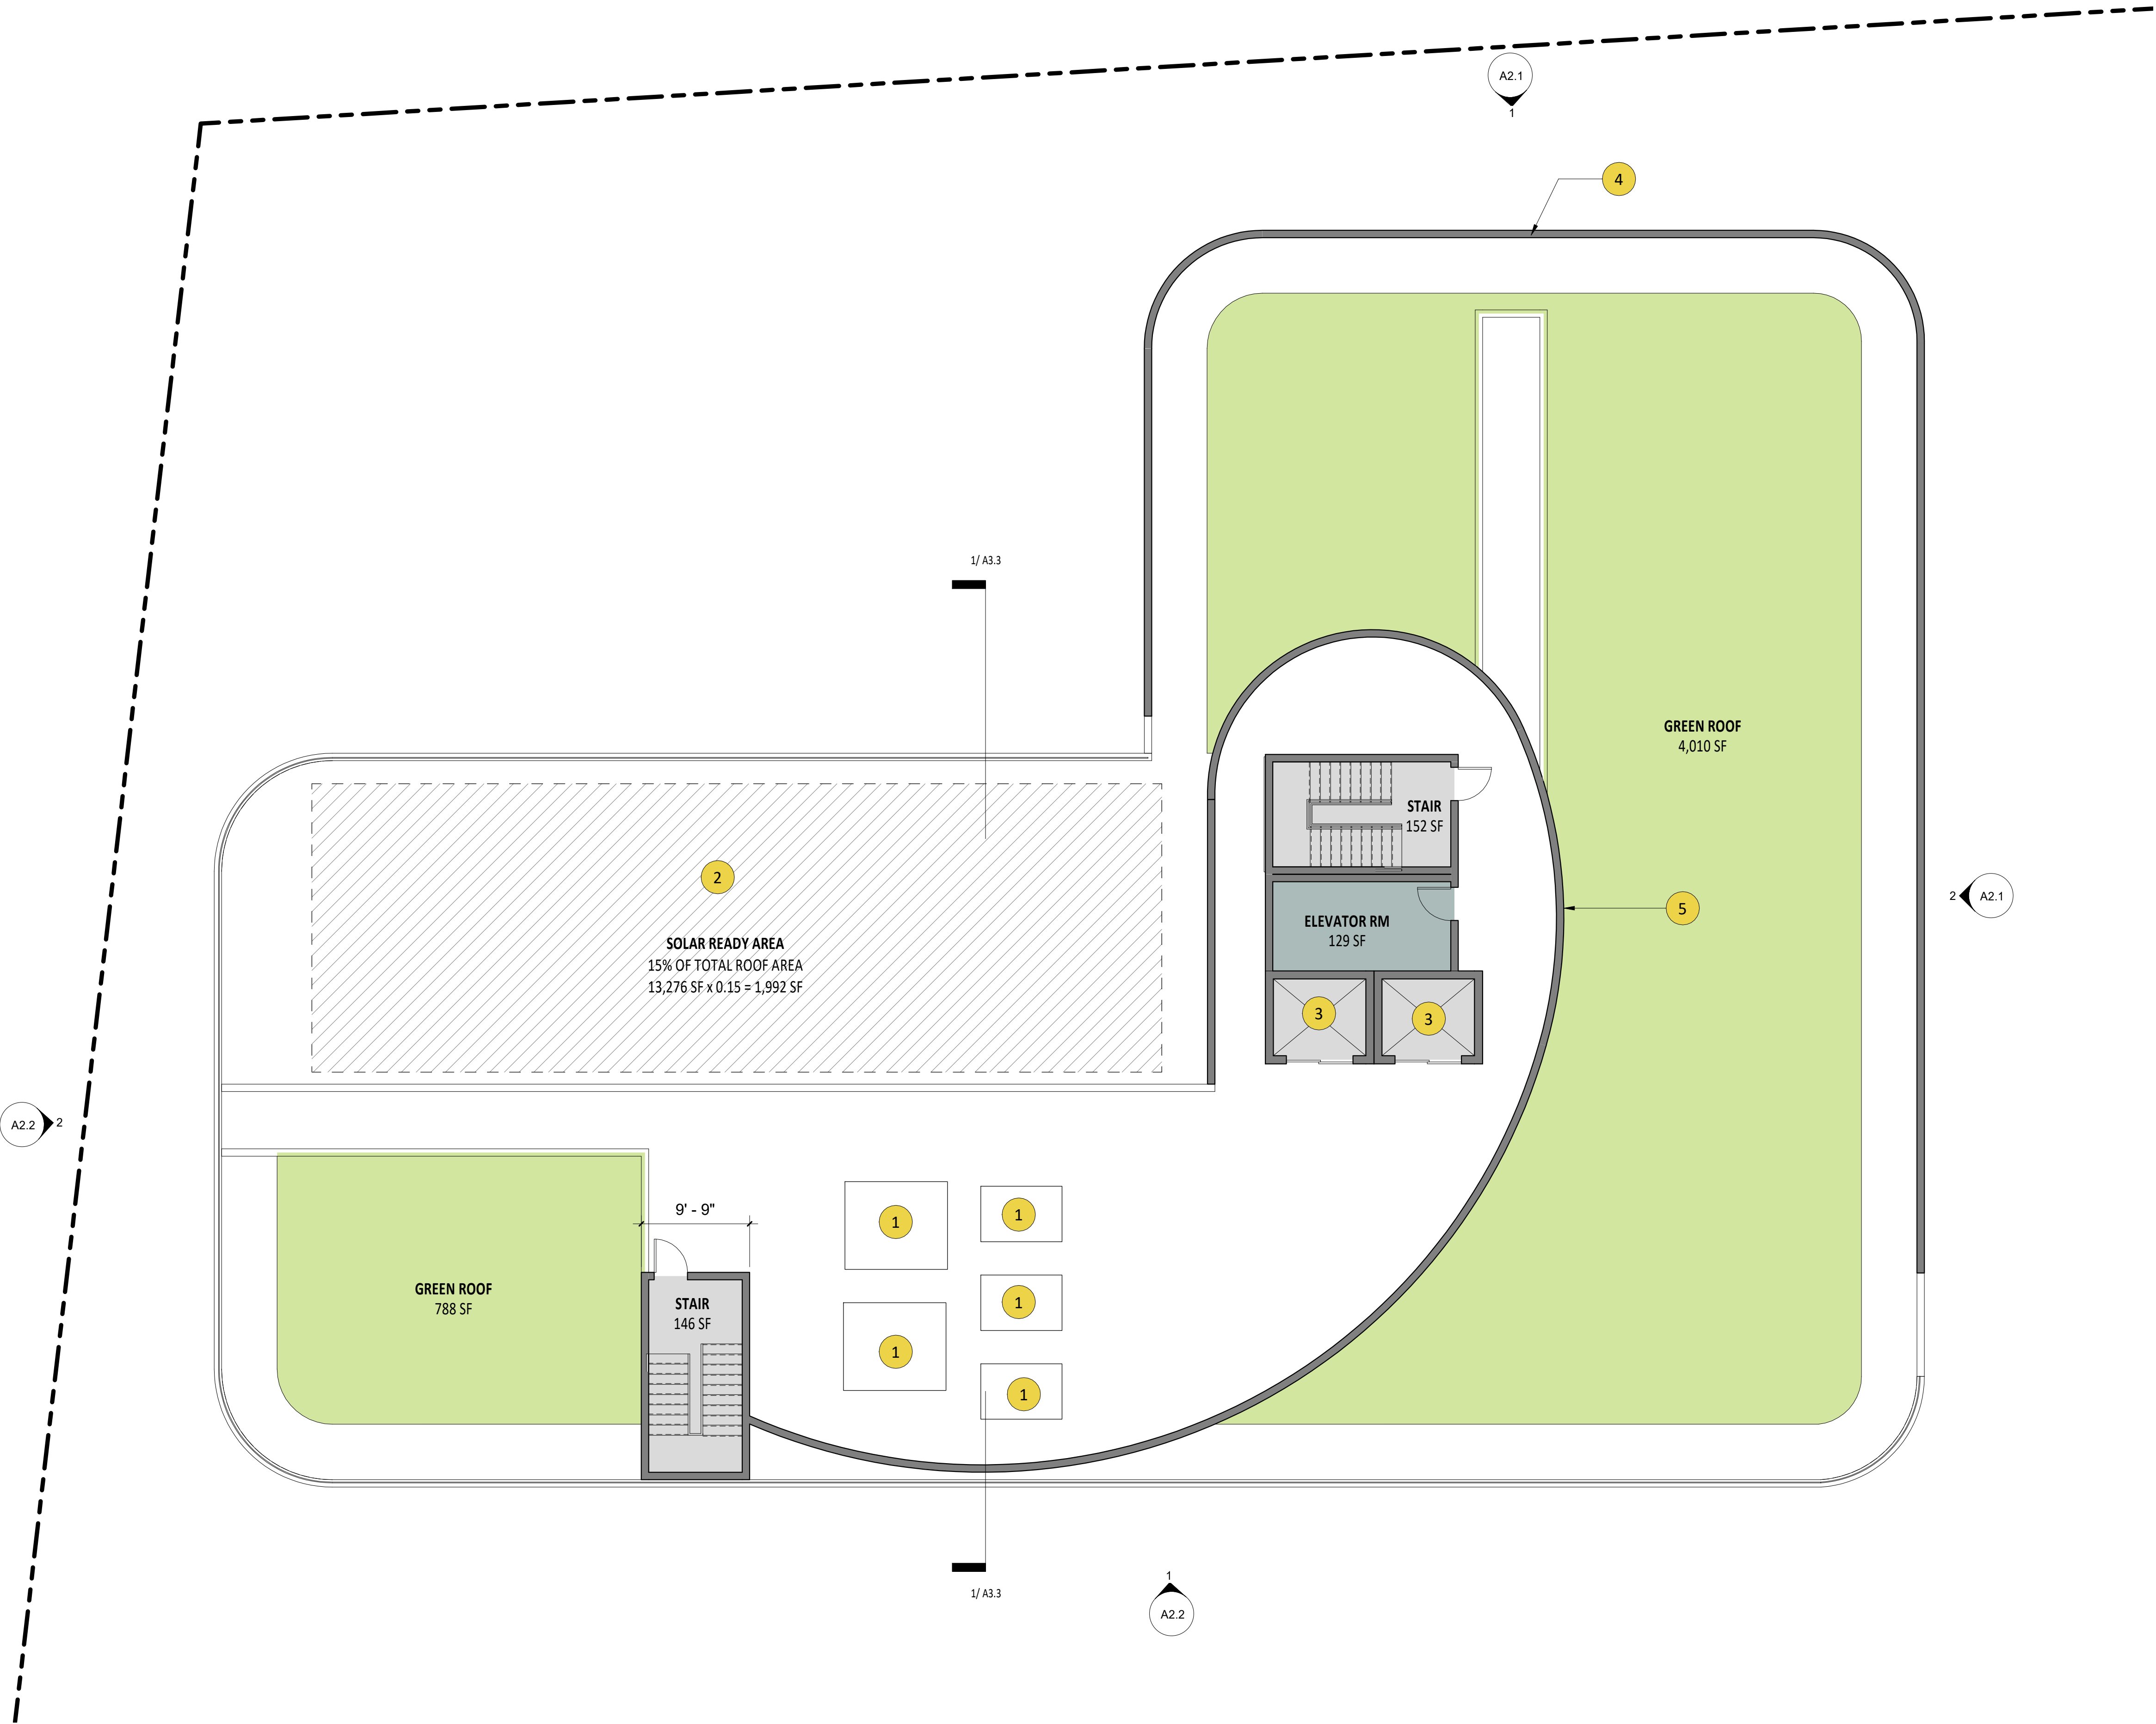 A2.1
1
4
1/ A3.3
GREEN ROOF
4,010 SF
STAIR
152 SF
2
SOLAR READY AREA
15% OF TOTAL ROOF AREA
13,276 SF x 0.15 = 1,992 SF
ELEVATOR RM
129 SF
5
2
A2.1
3
3
A2.2
2
9' - 9"
1
1
GREEN ROOF
788 SF
STAIR
146 SF
1
1
1
1/ A3.3
1
A2.2